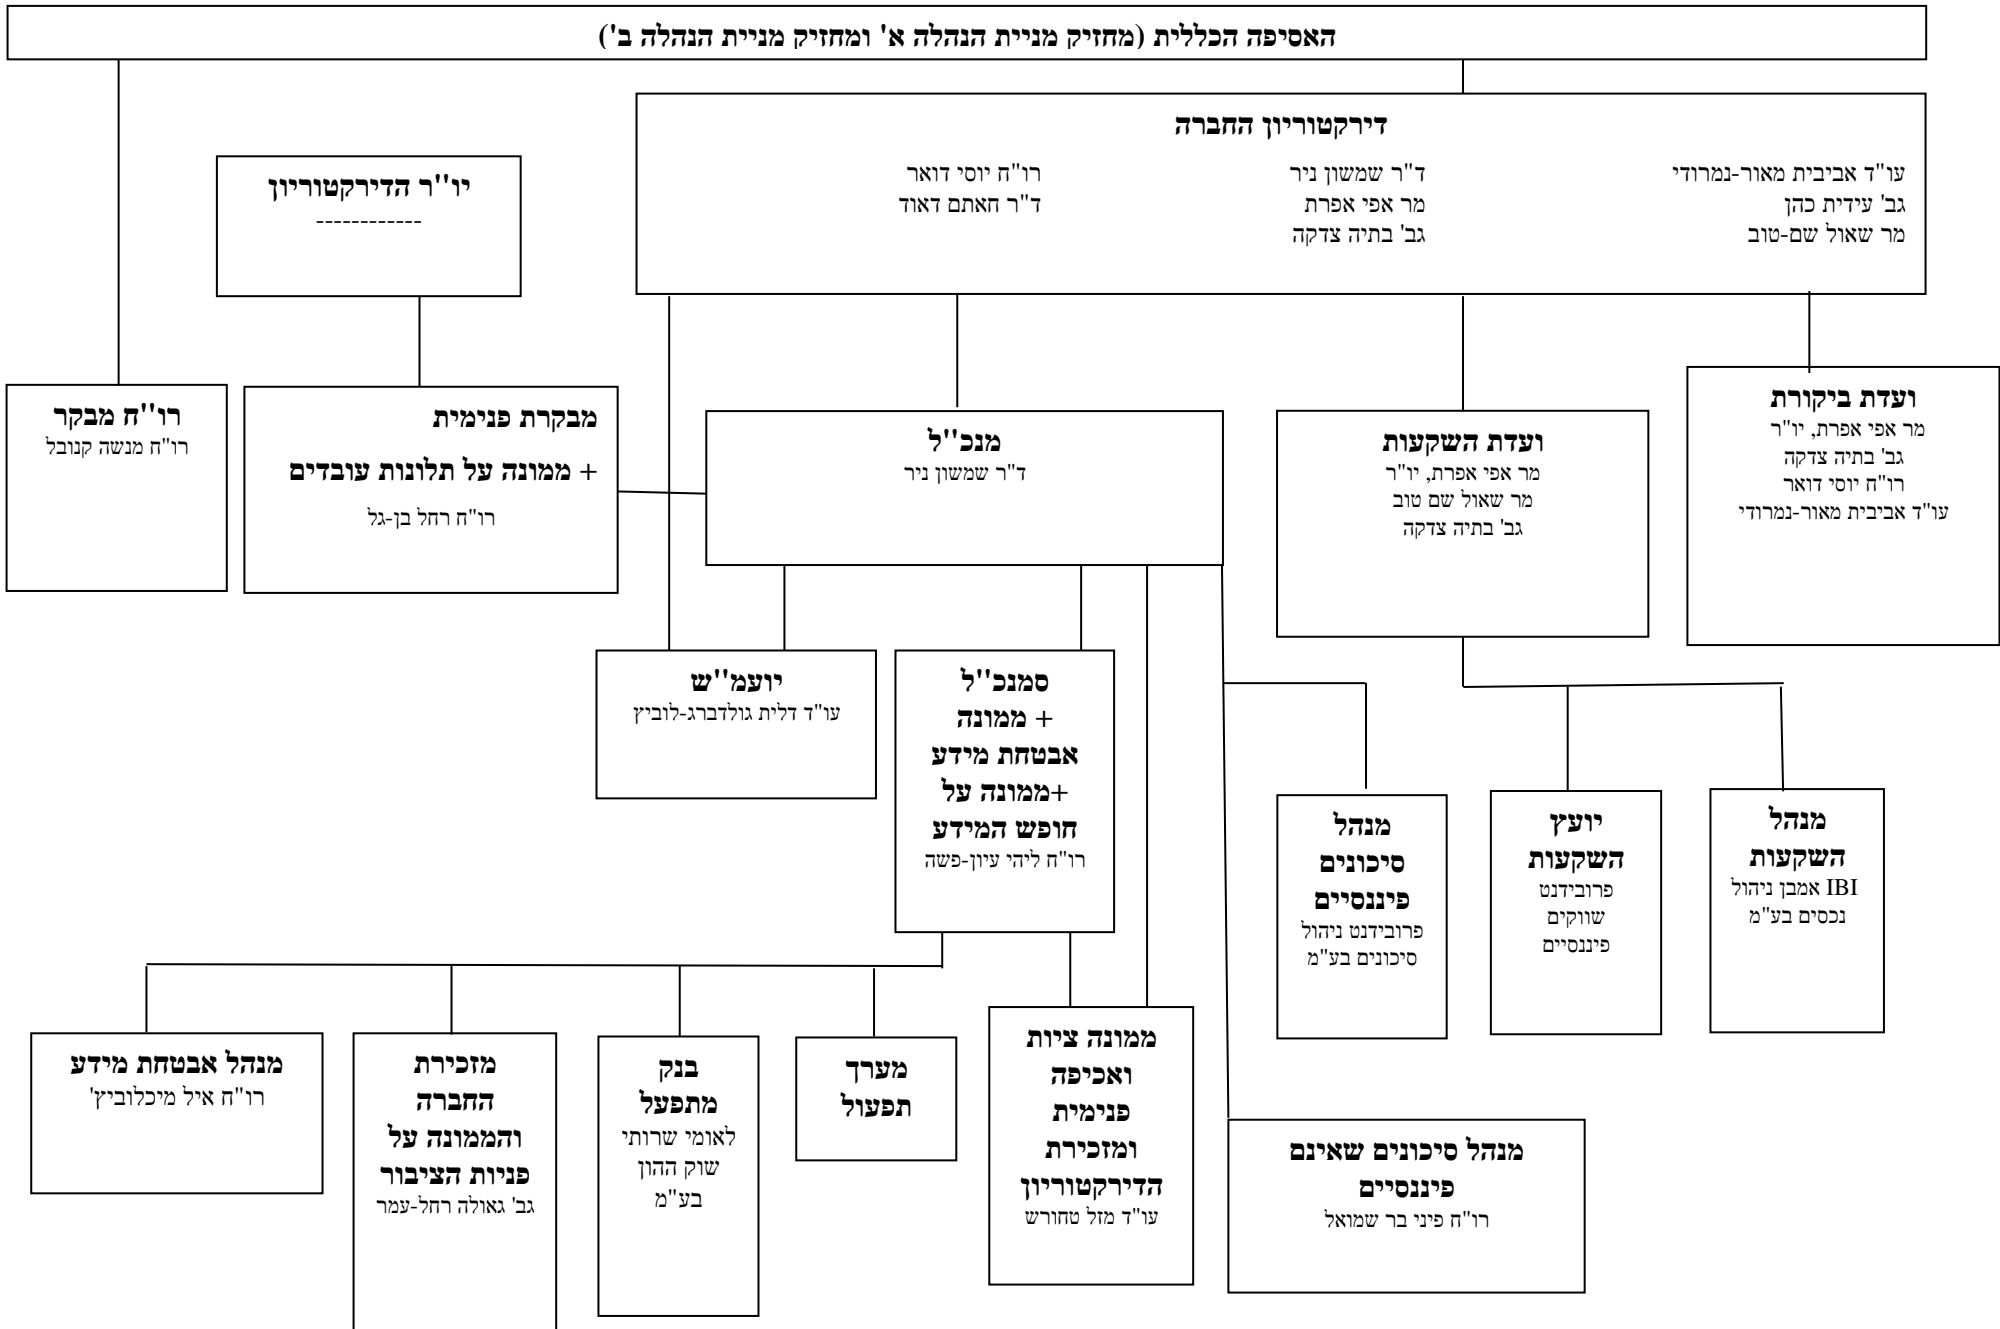 האסיפה הכללית (מחזיק מניית הנהלה א' ומחזיק מניית הנהלה ב')
דירקטוריון החברה
עו"ד אביבית מאור-נמרודי
גב' עידית כהן
מר שאול שם-טוב
ד"ר שמשון ניר
מר אפי אפרת
גב' בתיה צדקה
רו"ח יוסי דואר
ד"ר חאתם דאוד
יו''ר הדירקטוריון
------------
ועדת ביקורת
מר אפי אפרת, יו"ר
גב' בתיה צדקה
רו"ח יוסי דואר
עו"ד אביבית מאור-נמרודי
ועדת השקעות
מר אפי אפרת, יו"ר
מר שאול שם טוב
גב' בתיה צדקה
מנכ''ל
ד"ר שמשון ניר
מבקרת פנימית
+ ממונה על תלונות עובדים
רו"ח רחל בן-גל
רו''ח מבקר
רו"ח מנשה קנובל
יועמ''ש
עו"ד דלית גולדברג-לוביץ
סמנכ''ל
+ ממונה
אבטחת מידע
+ממונה על
חופש המידע
רו"ח ליהי עיון-פשה
מנהל
השקעות
IBI אמבן ניהול
נכסים בע"מ
יועץ
השקעות
פרובידנט
שווקים
פיננסיים
מנהל
סיכונים
פיננסיים
פרובידנט ניהול
סיכונים בע"מ
מנהל סיכונים שאינם
פיננסיים
רו"ח פיני בר שמואל
ממונה ציות
ואכיפה
פנימית
ומזכירת
הדירקטוריון
עו"ד מזל טחורש
מערך
תפעול
בנק
מתפעל
לאומי שרותי
שוק ההון
בע"מ
מזכירת
החברה
והממונה על
פניות הציבור
גב' גאולה רחל-עמר
מנהל אבטחת מידע
רו"ח איל מיכלוביץ'